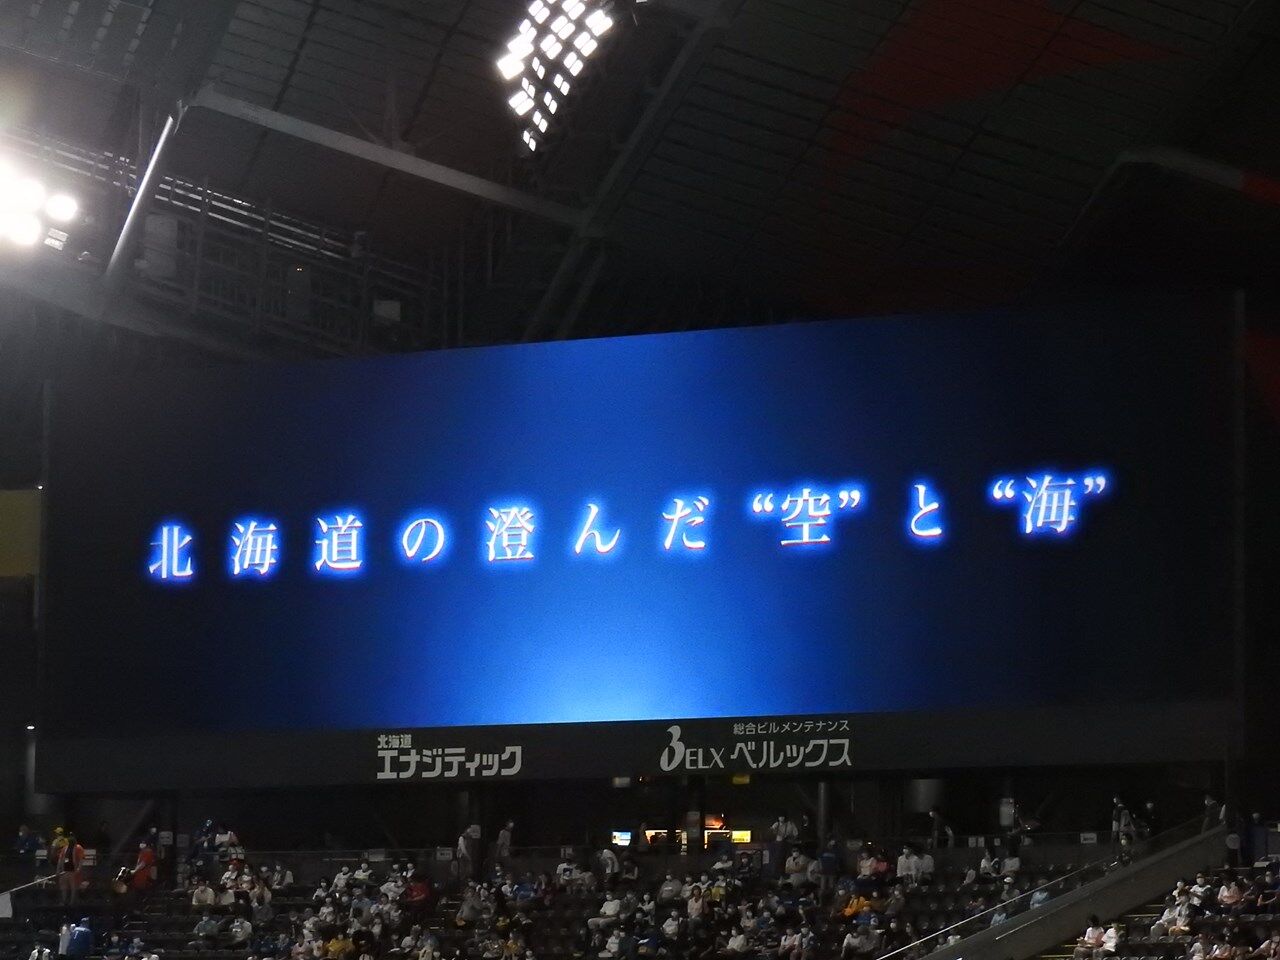 北海道の澄んだ“空”と“海”
北海道
エナジティック
総合ビルメンテナンス
BELX ベルックス